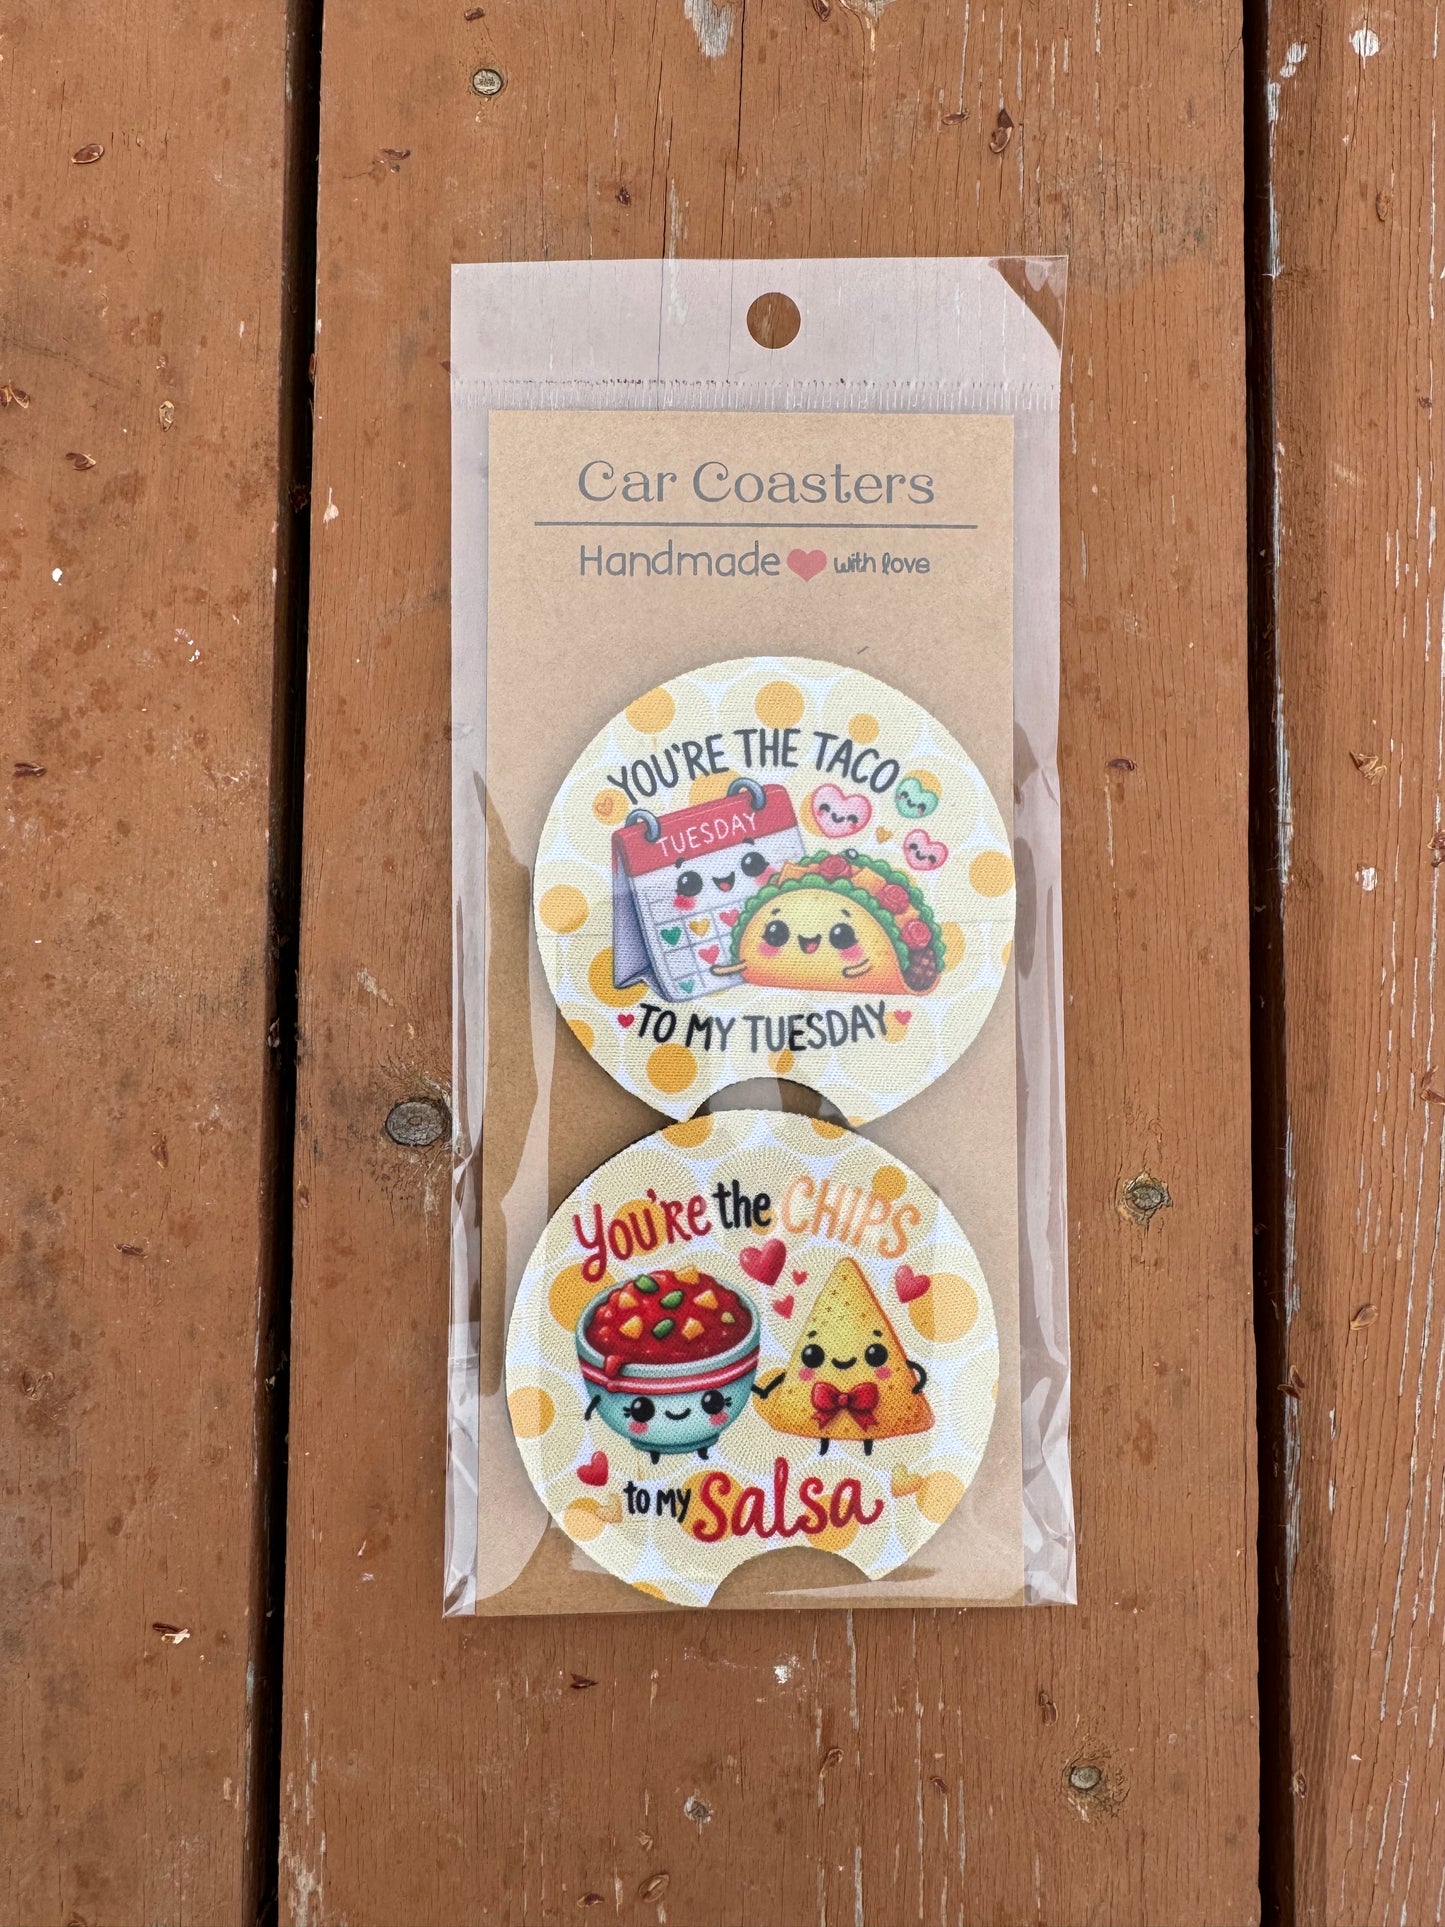 Car Coasters
Handmade with love
YOU'RE THE TACO
TUESDAY
TO MY TUESDAY
You're the CHIPS
to my Salsa